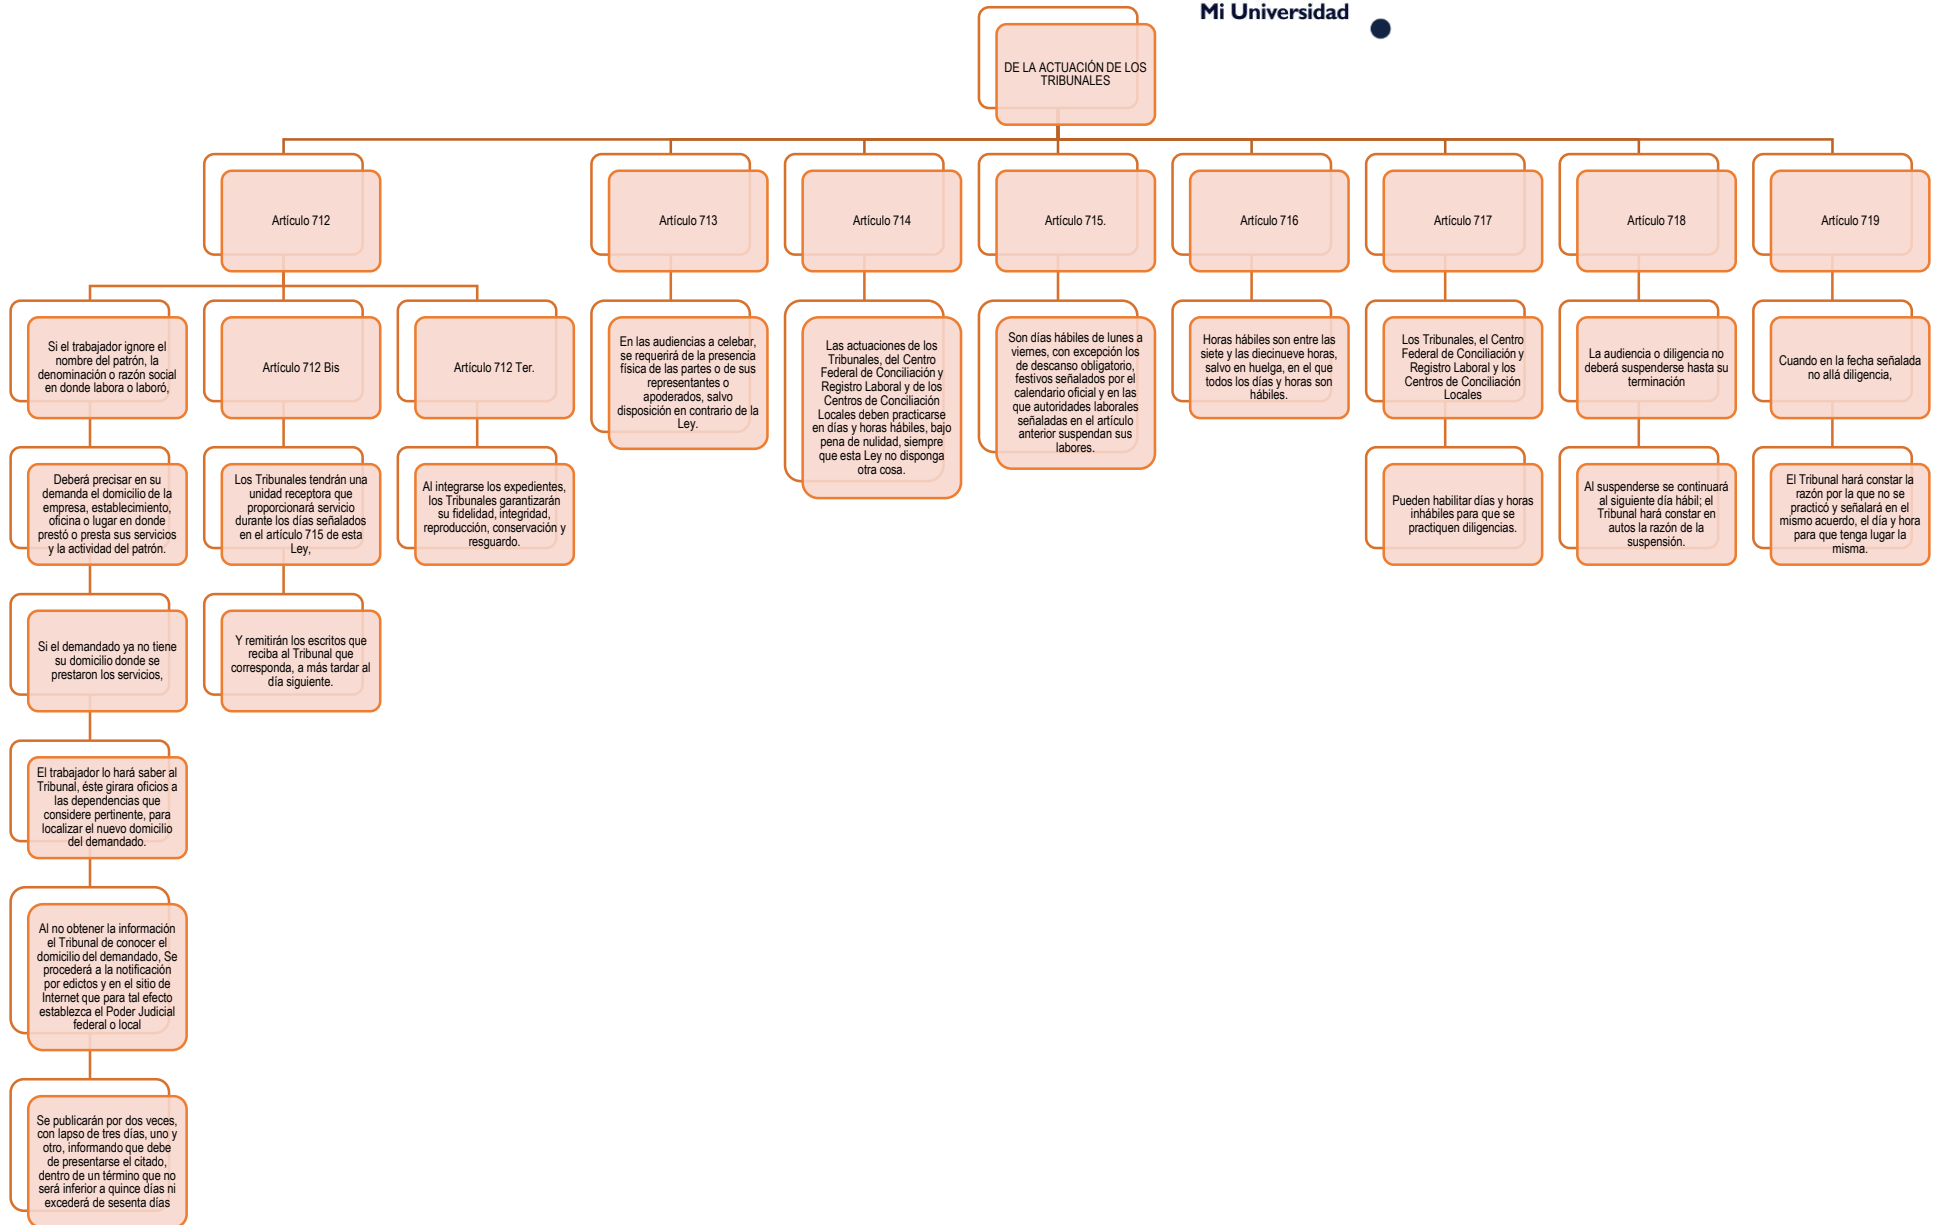 Mi Universidad
DE LA ACTUACIÓN DE LOS
TRIBUNALES
Artículo 712
Artículo 713
Artículo 714
Artículo 715.
Artículo 716
Artículo 717
Artículo 718
Artículo 719
Si el trabajador ignore el
nombre del patrón, la
denominación o razón social
en donde labora o laboró,
Artículo 712 Bis
Artículo 712 Ter.
En las audiencias a celebar,
se requerirá de la presencia
física de las partes o de sus
representantes o
apoderados, salvo
disposición en contrario de la
Ley.
Las actuaciones de los
Tribunales, del Centro
Federal de Conciliación y
Registro Laboral y de los
Centros de Conciliación
Locales deben practicarse
en días y horas hábiles, bajo
pena de nulidad, siempre
que esta Ley no disponga
otra cosa.
Son días hábiles de lunes a
viernes, con excepción los
de descanso obligatorio,
festivos señalados por el
calendario oficial y en las
que autoridades laborales
señaladas en el artículo
anterior suspendan sus
labores.
Horas hábiles son entre las
siete y las diecinueve horas,
salvo en huelga, en el que
todos los días y horas son
hábiles.
Los Tribunales, el Centro
Federal de Conciliación y
Registro Laboral y los
Centros de Conciliación
Locales
La audiencia o diligencia no
deberá suspenderse hasta su
terminación
Cuando en la fecha señalada
no allá diligencia,
Deberá precisar en su
demanda el domicilio de la
empresa, establecimiento,
oficina o lugar en donde
prestó o presta sus servicios
y la actividad del patrón.
Los Tribunales tendrán una
unidad receptora que
proporcionará servicio
durante los días señalados
en el artículo 715 de esta
Ley,
Al integrarse los expedientes,
los Tribunales garantizarán
su fidelidad, integridad,
reproducción, conservación y
resguardo.
Pueden habilitar días y horas
inhábiles para que se
practiquen diligencias.
Al suspenderse se continuará
al siguiente día hábil; el
Tribunal hará constar en
autos la razón de la
suspensión.
El Tribunal hará constar la
razón por la que no se
practicó y señalará en el
mismo acuerdo, el día y hora
para que tenga lugar la
misma.
Si el demandado ya no tiene
su domicilio donde se
prestaron los servicios,
Y remitirán los escritos que
reciba al Tribunal que
corresponda, a más tardar al
día siguiente.
El trabajador lo hará saber al
Tribunal, éste girara oficios a
las dependencias que
considere pertinente, para
localizar el nuevo domicilio
del demandado.
Al no obtener la información
el Tribunal de conocer el
domicilio del demandado, Se
procederá a la notificación
por edictos y en el sitio de
Internet que para tal efecto
establezca el Poder Judicial
federal o local
Se publicarán por dos veces,
con lapso de tres días, uno y
otro, informando que debe
de presentarse el citado,
dentro de un término que no
será inferior a quince días ni
excederá de sesenta días